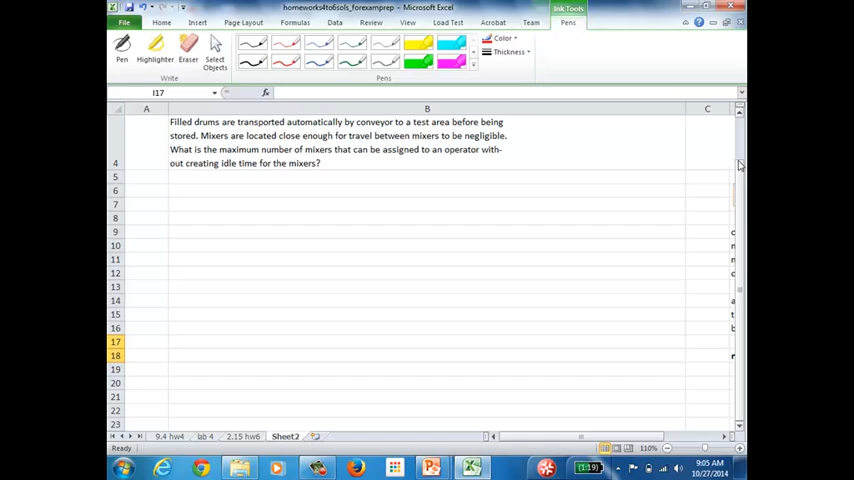 homeworks4to6sols_forexamprep - Microsoft Excel
Ink Tools
File Home Insert Page Layout Formulas Data Review View Load Test Acrobat Team Pens
Pen Highlighter Eraser Select Objects
Color
Thickness
Write Pens
I17 fx
A B C
Filled drums are transported automatically by conveyor to a test area before being
stored. Mixers are located close enough for travel between mixers to be negligible.
What is the maximum number of mixers that can be assigned to an operator with-
out creating idle time for the mixers?
4
5
6
7
8
9
10
11
12
13
14
15
16
17
18
19
20
21
22
23
9.4 hw4 lab 4 2.15 hw6 Sheet2
Ready 110%
(1:19) 9:05 AM
10/27/2014